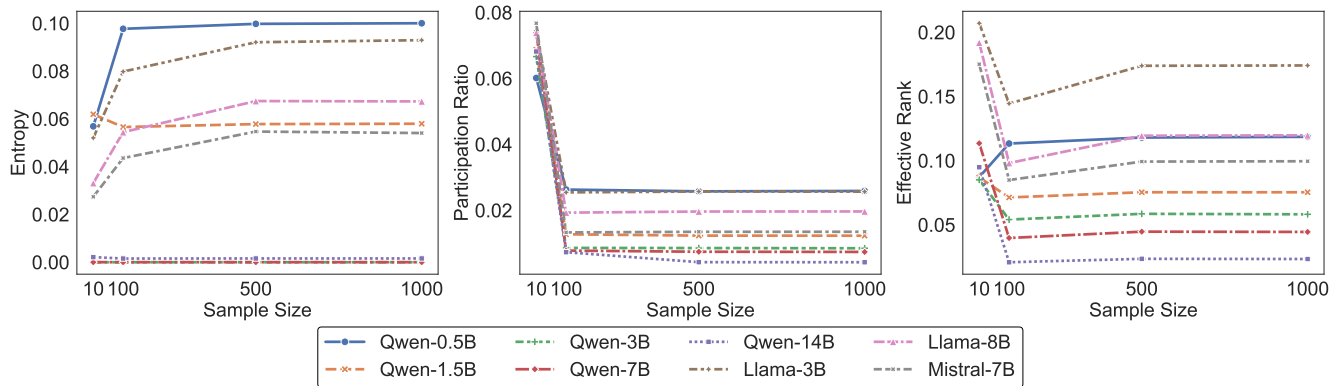 Entropy
0.10
0.08
0.06
0.04
0.02
0.00
10 100 500 1000
Sample Size
Participation Ratio
0.08
0.06
0.04
0.02
10 100 500 1000
Sample Size
Effective Rank
0.20
0.15
0.10
0.05
10 100 500 1000
Sample Size
Qwen-0.5B Qwen-3B Qwen-14B Llama-8B
Qwen-1.5B Qwen-7B Llama-3B Mistral-7B